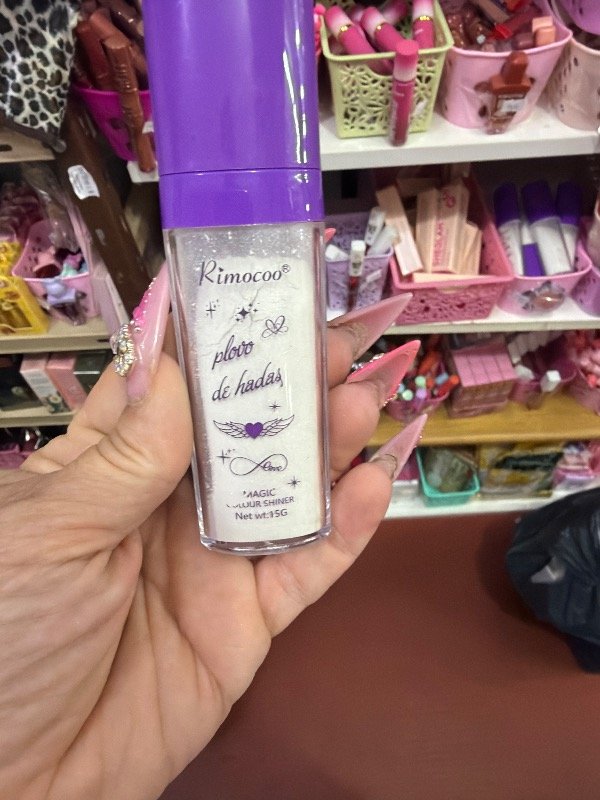 Rimocoo®
plovo
de hadas
love
MAGIC
COLOUR SHINER
Net wt:15G